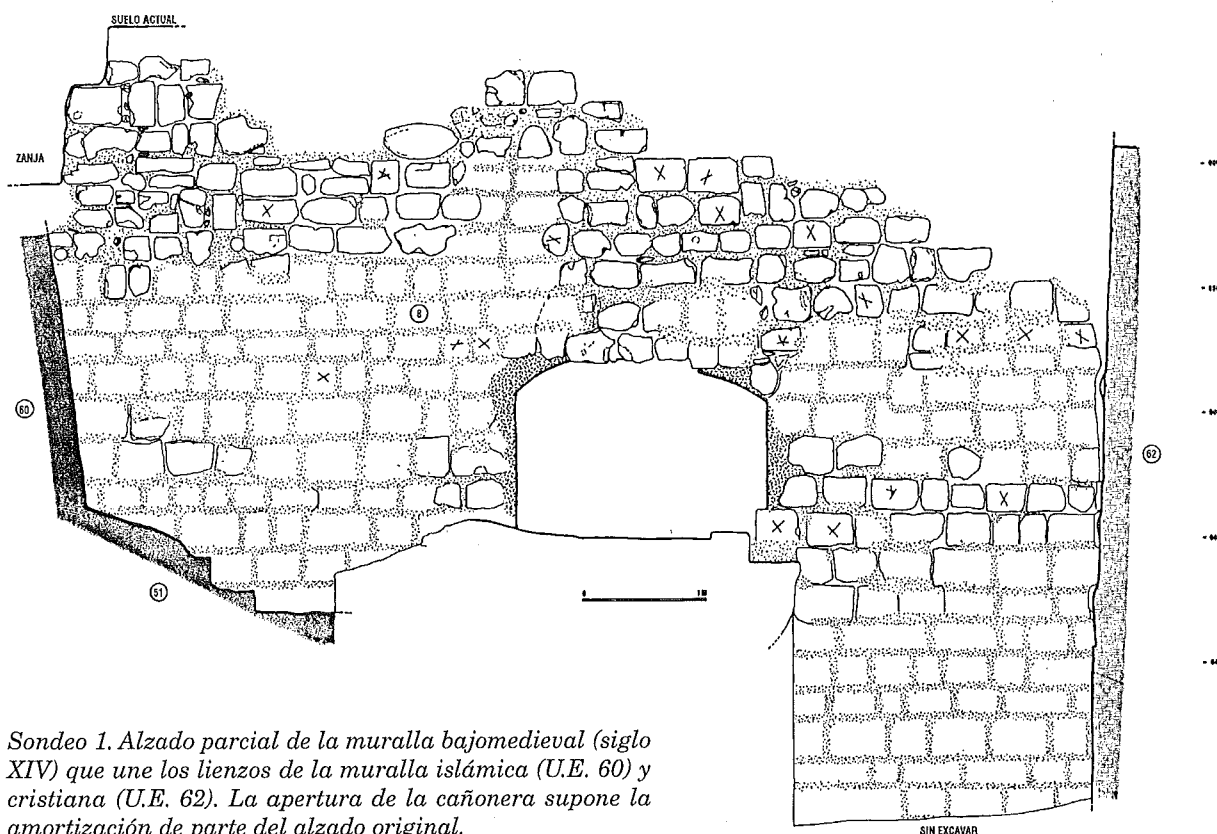 SUELO ACTUAL
ZANJA
8
60
62
51
0 1 M
Sondeo 1. Alzado parcial de la muralla bajomedieval (siglo
XIV) que une los lienzos de la muralla islámica (U.E. 60) y
cristiana (U.E. 62). La apertura de la cañonera supone la
amortización de parte del alzado original.
SIN EXCAVAR